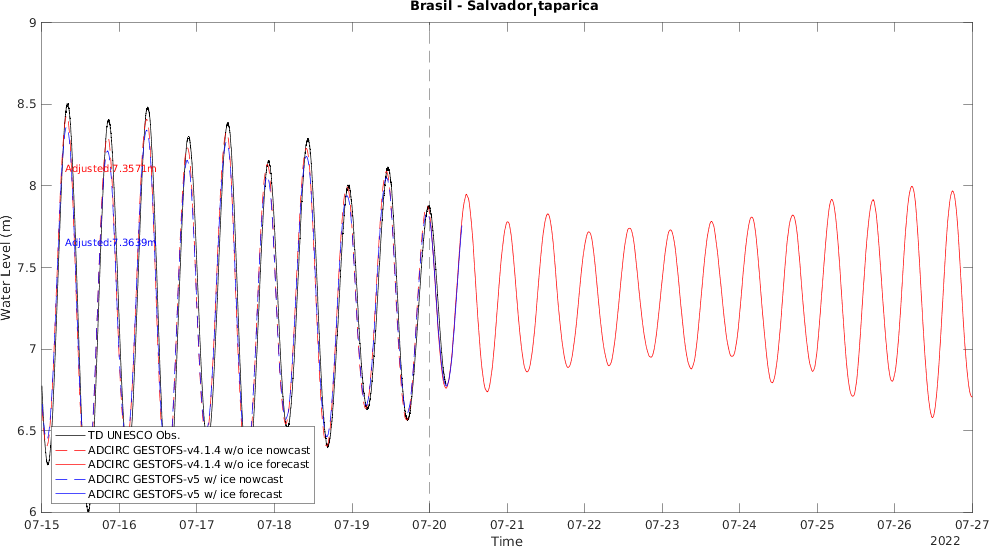 Brasil - Salvador_Itaparica
9
8.5
8
7.5
7
6.5
6
Water Level (m)
Adjusted:7.3571m
Adjusted:7.3639m
TD UNESCO Obs.
ADCIRC GESTOFS-v4.1.4 w/o ice nowcast
ADCIRC GESTOFS-v4.1.4 w/o ice forecast
ADCIRC GESTOFS-v5 w/ ice nowcast
ADCIRC GESTOFS-v5 w/ ice forecast
07-15 07-16 07-17 07-18 07-19 07-20 07-21 07-22 07-23 07-24 07-25 07-26 07-27
Time
2022